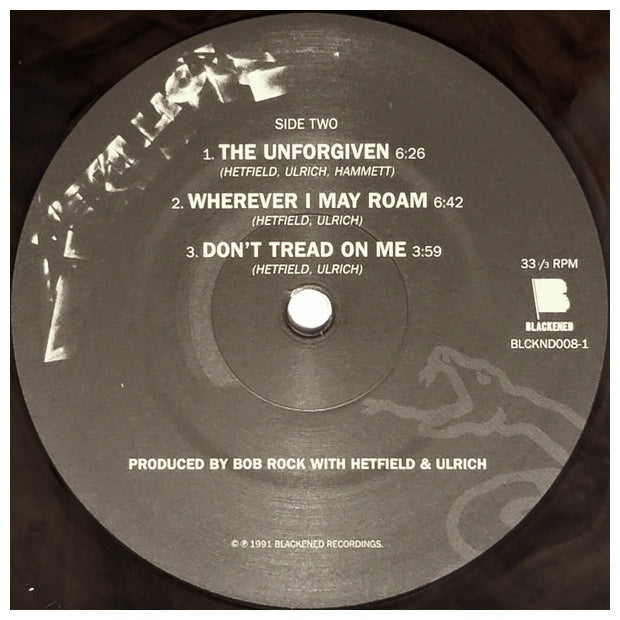 SIDE TWO
1. THE UNFORGIVEN 6:26
(HETFIELD, ULRICH, HAMMETT)
2. WHEREVER I MAY ROAM 6:42
(HETFIELD, ULRICH)
3. DON'T TREAD ON ME 3:59
(HETFIELD, ULRICH)
33 /3 RPM
B
BLACKENED
BLCKND008-1
PRODUCED BY BOB ROCK WITH HETFIELD & ULRICH
© ℗ 1991 BLACKENED RECORDINGS.